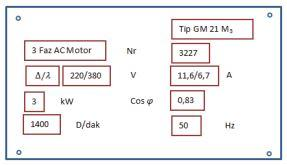 Tip GM 21 M₃
3 Faz AC Motor Nr 3227
Δ/λ 220/380 V 11,6/6,7 A
3 kW Cos φ 0,83
1400 D/dak 50 Hz